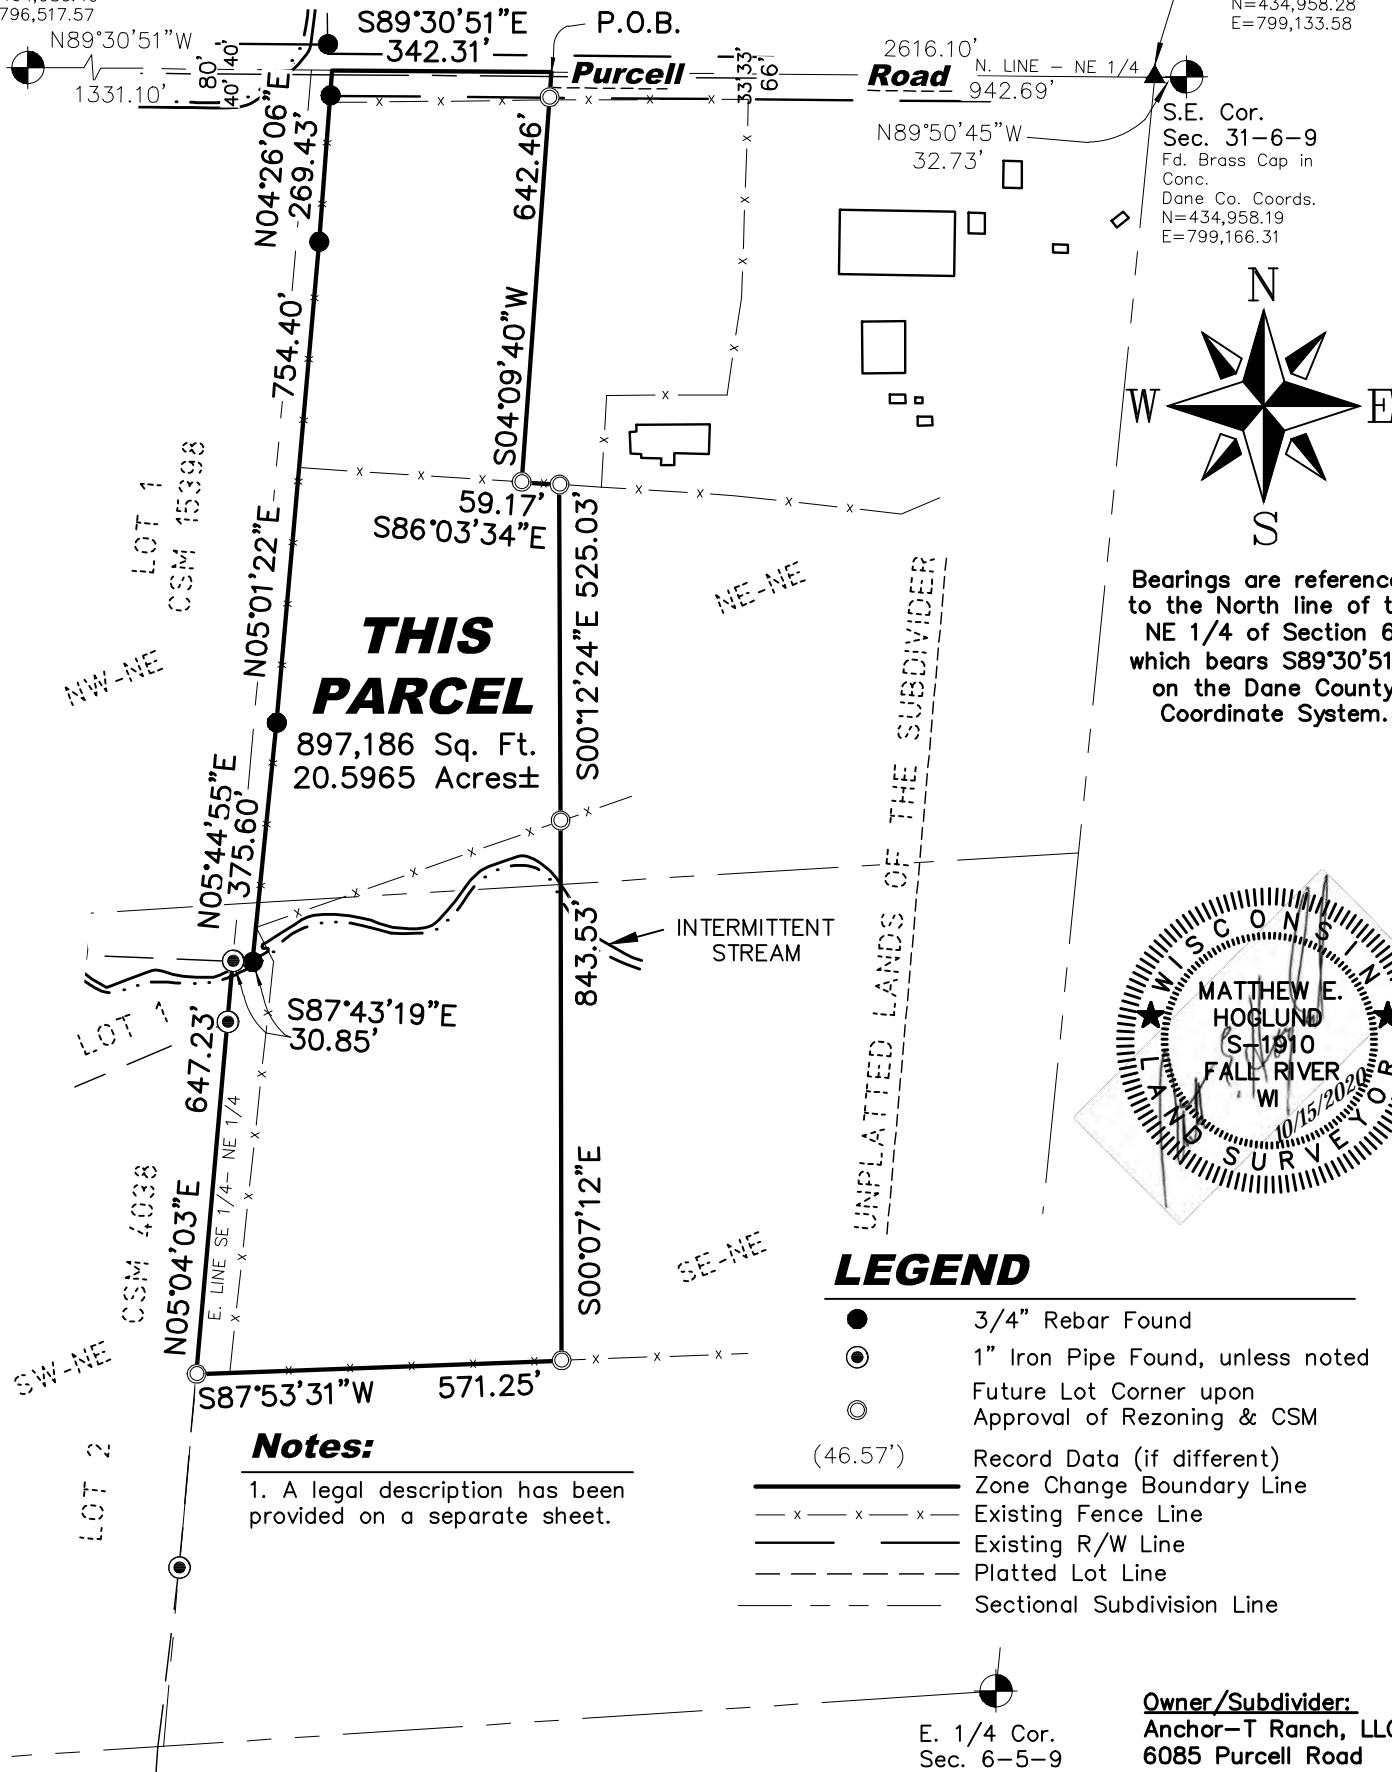 796,517.57
N=434,958.28
E=799,133.58
S89°30'51"E
342.31'
P.O.B.
N89°30'51"W
1331.10'
80'
40'
40'
Purcell Road
33'
33'
66'
2616.10'
N. LINE - NE 1/4
942.69'
N89°50'45"W
32.73'
S.E. Cor.
Sec. 31-6-9
Fd. Brass Cap in
Conc.
Dane Co. Coords.
N=434,958.19
E=799,166.31
N04°26'06"E
269.43'
642.46'
S04°09'40"W
754.40'
N05°01'22"E
N
W
E
S
59.17'
S86°03'34"E
525.03'
S00°12'24"E
LOT 1
CSM 15398
NE-NE
NW-NE
Bearings are reference
to the North line of t
NE 1/4 of Section 6
which bears S89°30'51
on the Dane County
Coordinate System.
THIS
PARCEL
897,186 Sq. Ft.
20.5965 Acres±
N05°44'55"E
375.60'
UNPLATTED LANDS OF THE SUBDIVIDER
INTERMITTENT
STREAM
843.53'
S00°07'12"E
S87°43'19"E
30.85'
LOT 1
647.23'
N05°04'03"E
E. LINE SE 1/4- NE 1/4
CSM 4038
SW-NE
SE-NE
LOT 2
WISCONSIN
MATTHEW E.
HOGLUND
S-1910
FALL RIVER
WI
10/15/2020
LAND SURVEYOR
S87°53'31"W
571.25'
LEGEND
3/4" Rebar Found
1" Iron Pipe Found, unless noted
Future Lot Corner upon
Approval of Rezoning & CSM
(46.57') Record Data (if different)
Zone Change Boundary Line
x x x Existing Fence Line
Existing R/W Line
Platted Lot Line
Sectional Subdivision Line
Notes:
1. A legal description has been
provided on a separate sheet.
E. 1/4 Cor.
Sec. 6-5-9
Owner/Subdivider:
Anchor-T Ranch, LLC
6085 Purcell Road